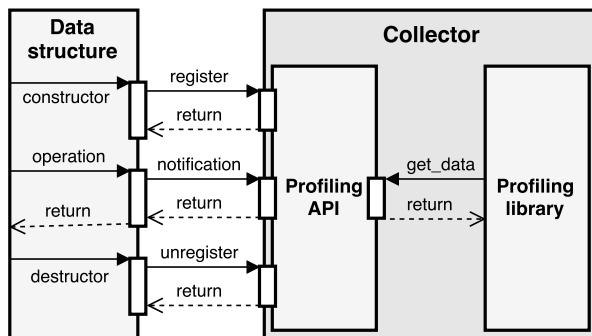 Data
structure
Collector
register
constructor
return
operation
notification
get_data
return
return
return
Profiling
API
Profiling
library
unregister
destructor
return